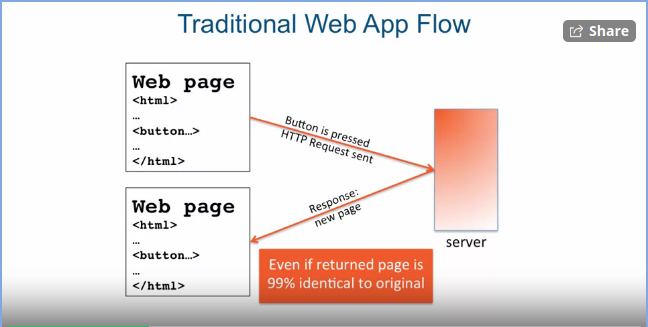 Traditional Web App Flow
Share
Web page
<html>
…
<button…>
…
</html>
Button is pressed
HTTP Request sent
server
Response:
new page
Web page
<html>
…
<button…>
…
</html>
Even if returned page is
99% identical to original